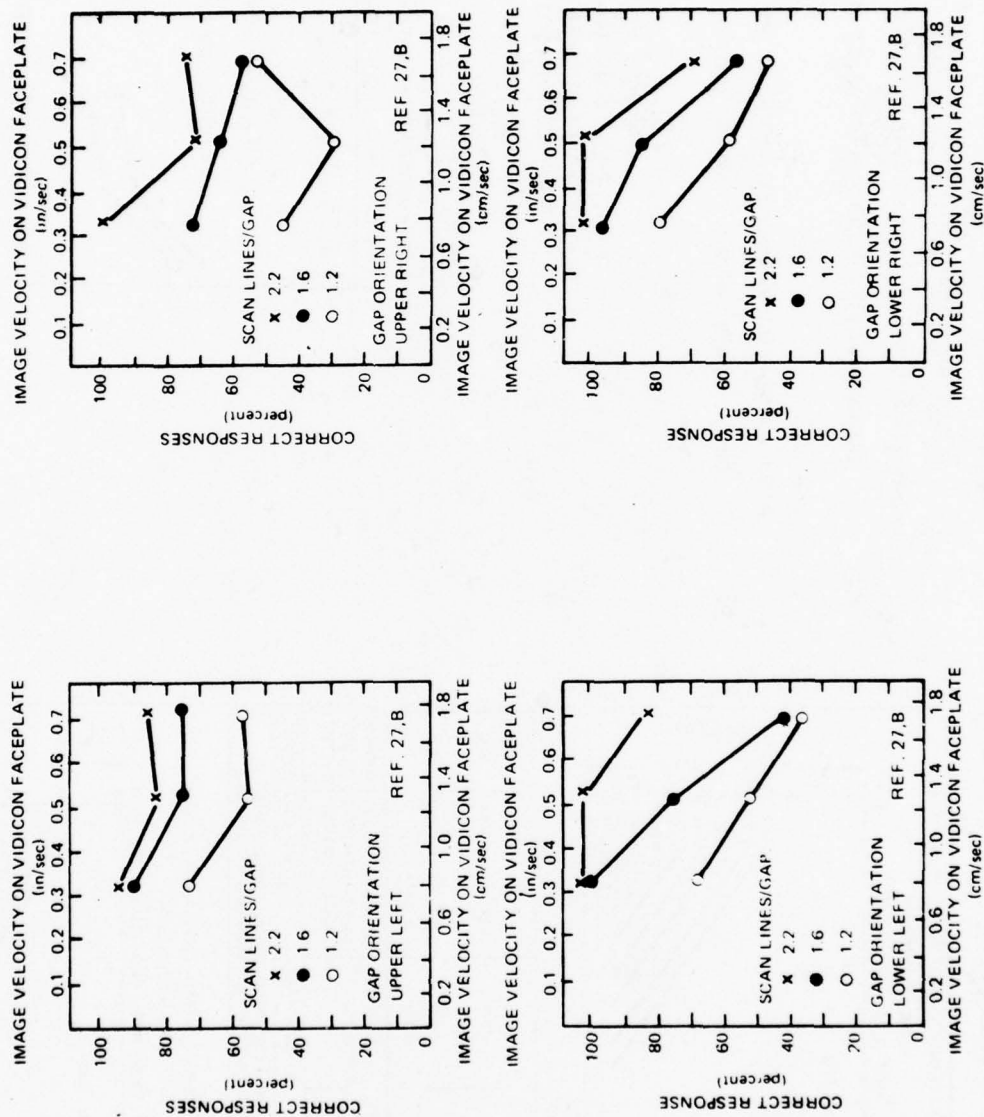 IMAGE VELOCITY ON VIDICON FACEPLATE
(in/sec)
0.1 0.2 0.3 0.4 0.5 0.6 0.7
CORRECT RESPONSES
(percent)
100
80
60
40
20
0
SCAN LINES/GAP
x 2.2
● 1 6
○ 1.2
GAP ORIENTATION
UPPER LEFT
REF. 27,B
0.2 0.6 1.0 1.4 1.8
IMAGE VELOCITY ON VIDICON FACEPLATE
(cm/sec)
IMAGE VELOCITY ON VIDICON FACEPLATE
(in/sec)
0.1 0.2 0.3 0.4 0.5 0.6 0.7
CORRECT RESPONSES
(percent)
100
80
60
40
20
0
SCAN LINES/GAP
x 2.2
● 1.6
○ 1.2
GAP ORIENTATION
UPPER RIGHT
REF. 27,B
0.2 0.6 1.0 1.4 1.8
IMAGE VELOCITY ON VIDICON FACEPLATE
(cm/sec)
IMAGE VELOCITY ON VIDICON FACEPLATE
(in/sec)
0.1 0.2 0.3 0.4 0.5 0.6 0.7
CORRECT RESPONSE
(percent)
100
80
60
40
20
0
SCAN LINES/GAP
x 2.2
● 1.6
○ 1.2
GAP ORIENTATION
LOWER LEFT
REF. 27,B
0.2 0.6 1.0 1.4 1.8
IMAGE VELOCITY ON VIDICON FACEPLATE
(cm/sec)
IMAGE VELOCITY ON VIDICON FACEPLATE
(in/sec)
0.1 0.2 0.3 0.4 0.5 0.6 0.7
CORRECT RESPONSE
(percent)
100
80
60
40
20
0
SCAN LINES/GAP
x 2.2
● 1.6
○ 1.2
GAP ORIENTATION
LOWER RIGHT
REF 27,B
0.2 0.6 1.0 1.4 1.8
IMAGE VELOCITY ON VIDICON FACEPLATE
(cm/sec)